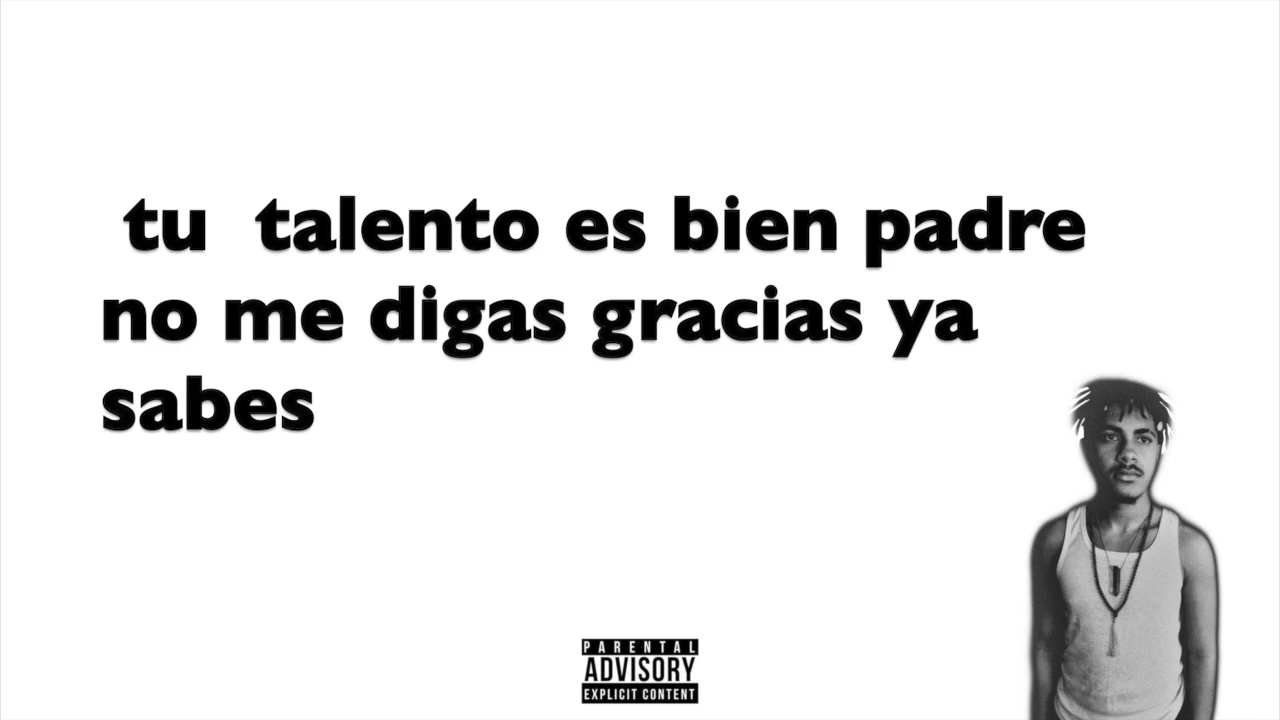 tu talento es bien padre
no me digas gracias ya
sabes
PARENTAL
ADVISORY
EXPLICIT CONTENT